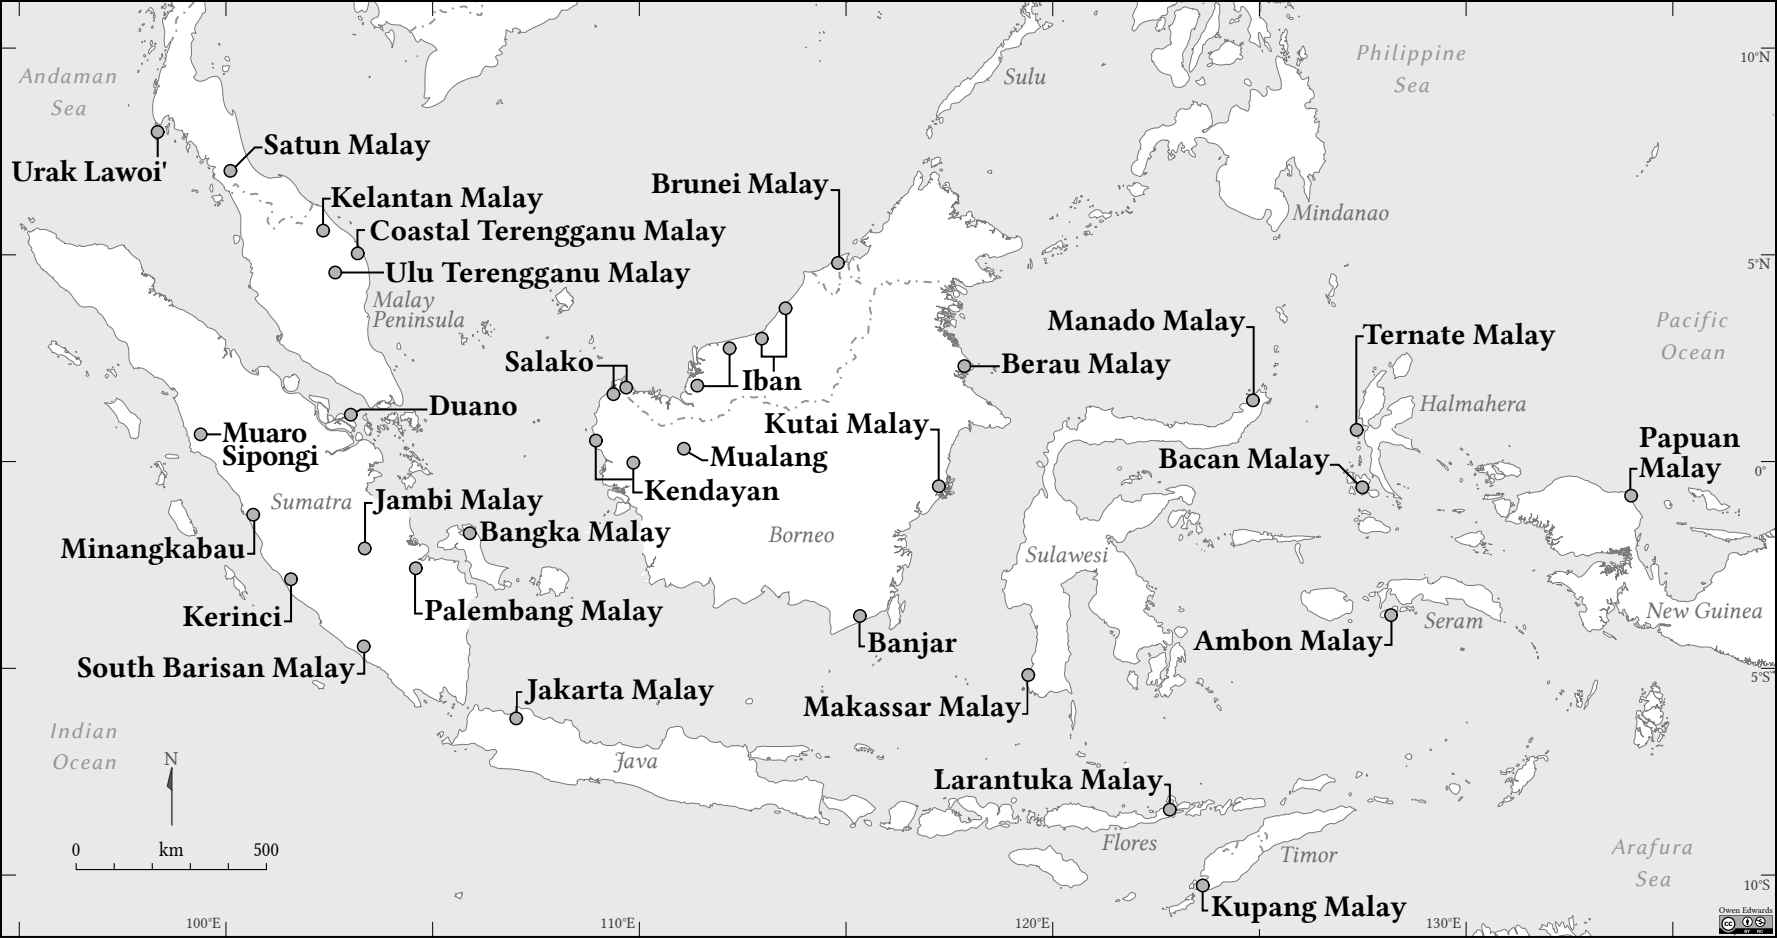 Andaman
Sea
Philippine
Sea
10°N
Sulu
Urak Lawoi'
Satun Malay
Kelantan Malay
Coastal Terengganu Malay
Ulu Terengganu Malay
Malay
Peninsula
Brunei Malay
Mindanao
5°N
Manado Malay
Ternate Malay
Pacific
Ocean
Salako
Iban
Berau Malay
Duano
Halmahera
Muaro
Sipongi
Kutai Malay
Mualang
Bacan Malay
Papuan
Malay
0°
Kendayan
Sumatra
Jambi Malay
Bangka Malay
Borneo
Minangkabau
Sulawesi
Kerinci
Palembang Malay
Banjar
Ambon Malay
Seram
New Guinea
South Barisan Malay
Makassar Malay
5°S
Jakarta Malay
Indian
Ocean
N
Java
Larantuka Malay
Flores
Timor
Arafura
Sea
0 km 500
10°S
Kupang Malay
100°E
110°E
120°E
130°E
Owen Edwards
cc
BY NC